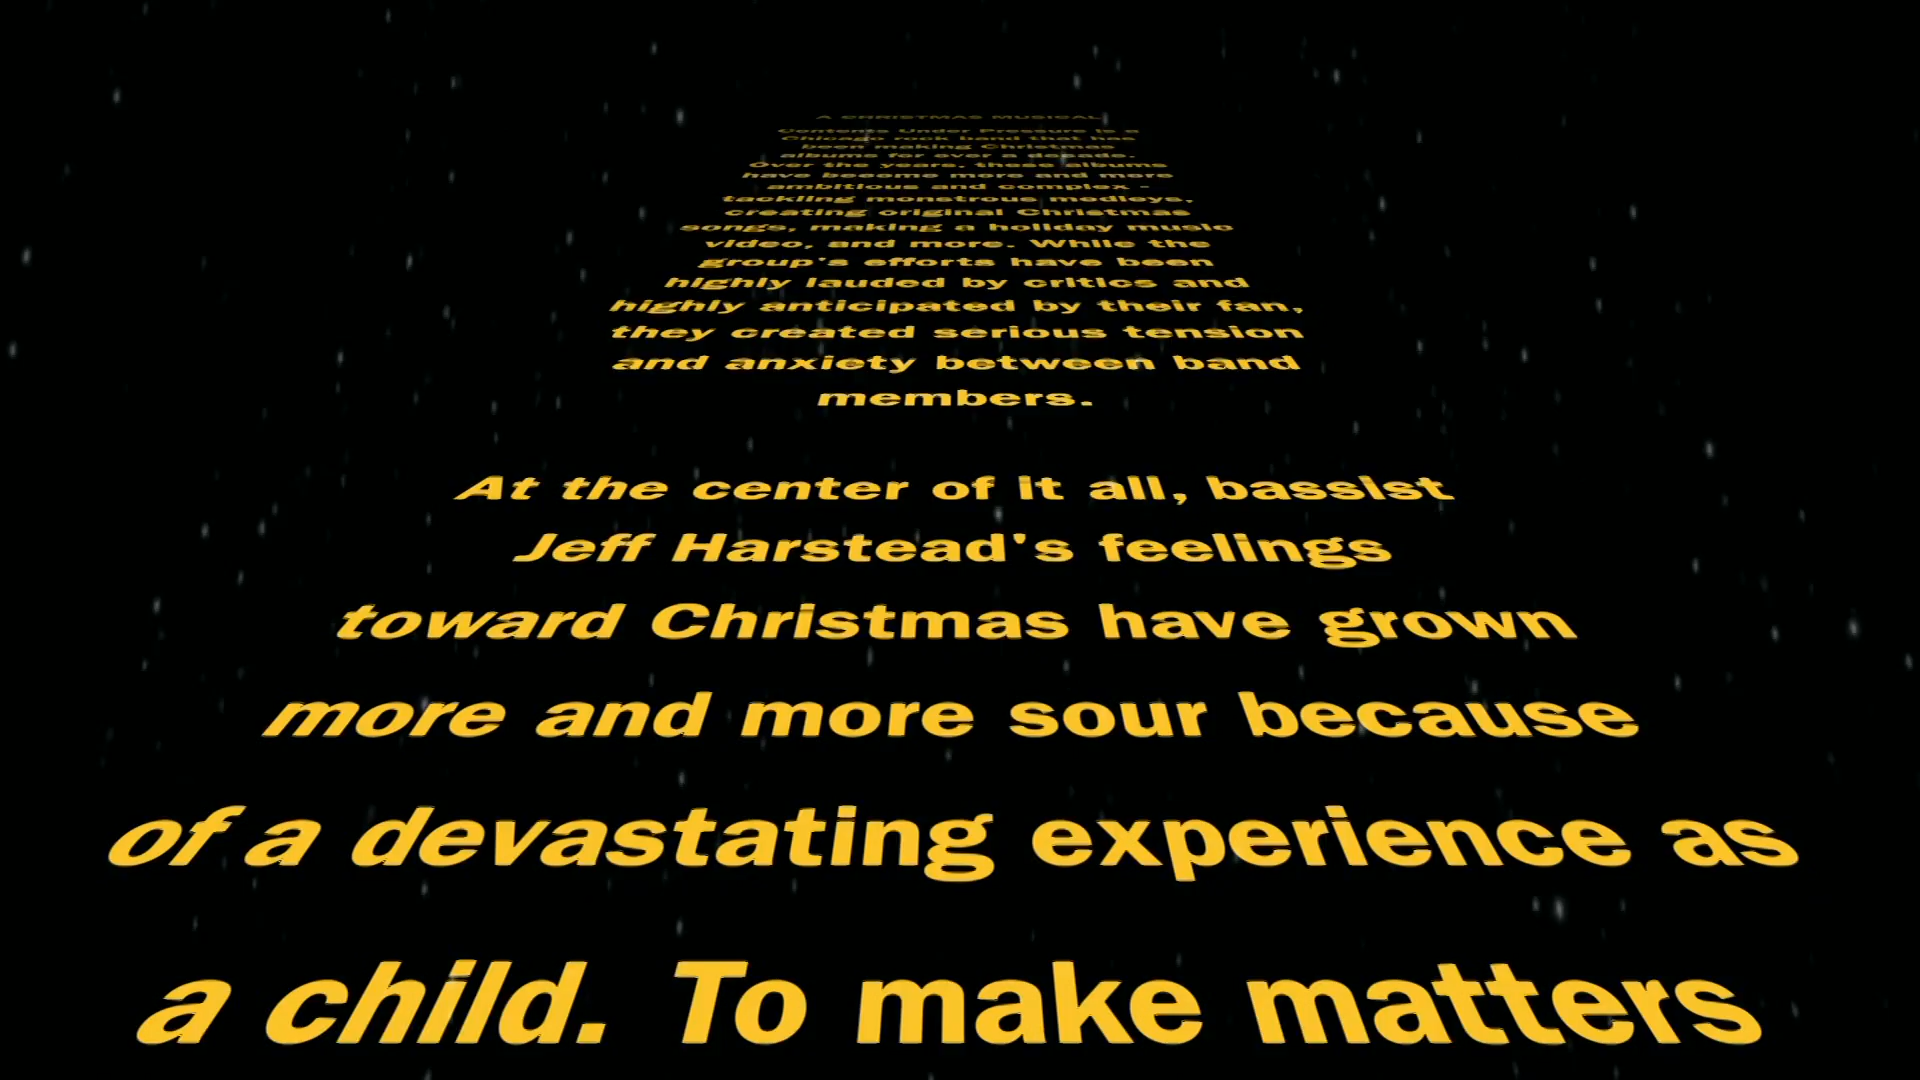 A CHRISTMAS MUSICAL
Contents Under Pressure is a
Chicago rock band that has
been making Christmas
albums for over a decade.
Over the years, these albums
have become more and more
ambitious and complex -
tackling monstrous medleys,
creating original Christmas
songs, making a holiday music
video, and more. While the
group's efforts have been
highly lauded by critics and
highly anticipated by their fan,
they created serious tension
and anxiety between band
members.
At the center of it all, bassist
Jeff Harstead's feelings
toward Christmas have grown
more and more sour because
of a devastating experience as
a child. To make matters